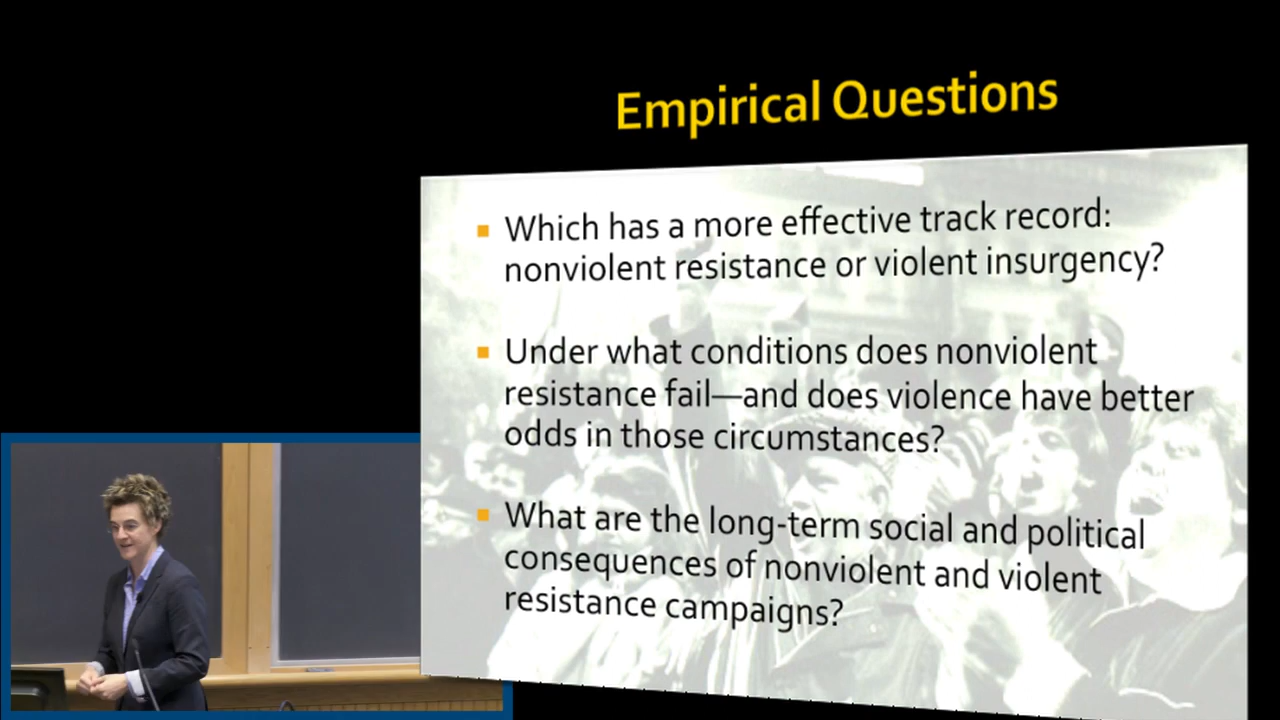 Empirical Questions
Which has a more effective track record:
nonviolent resistance or violent insurgency?
Under what conditions does nonviolent
resistance fail—and does violence have better
odds in those circumstances?
What are the long-term social and political
consequences of nonviolent and violent
resistance campaigns?